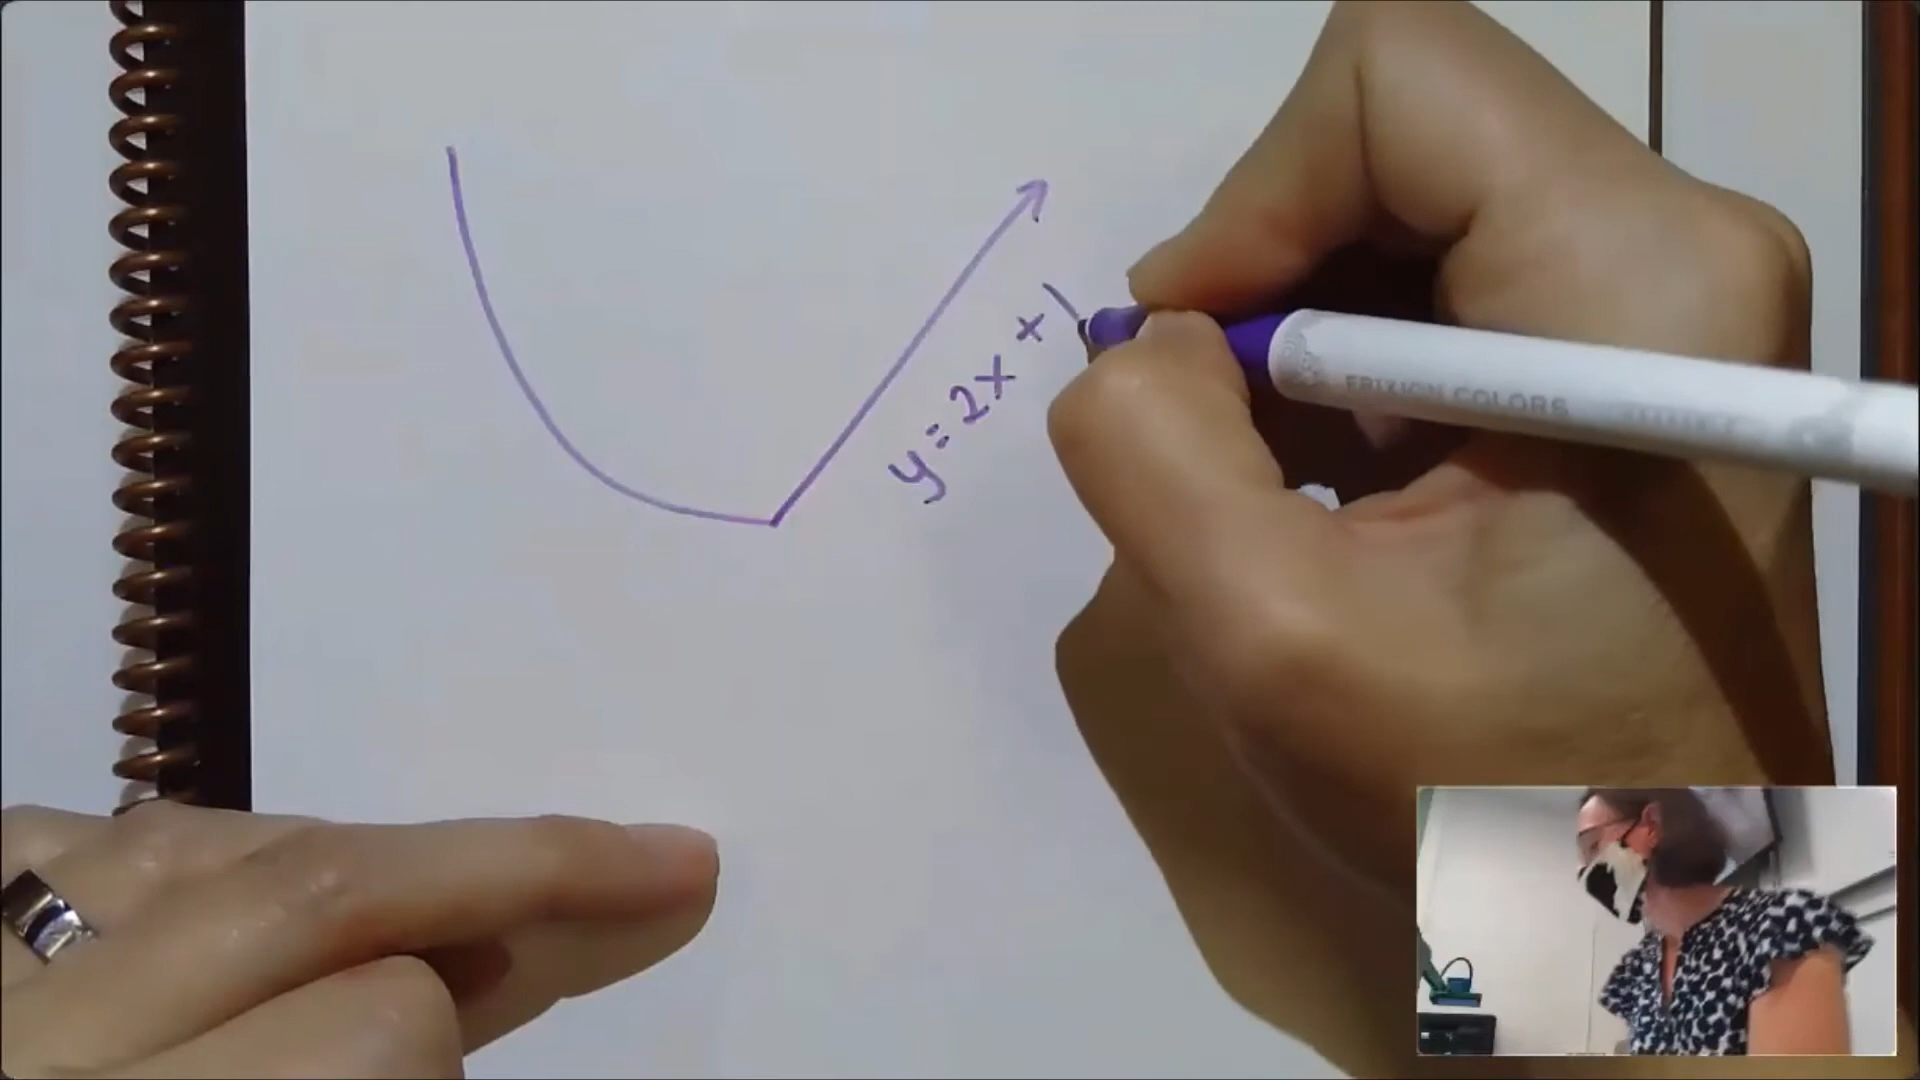 y = 2x + 1
FRIXION COLORS